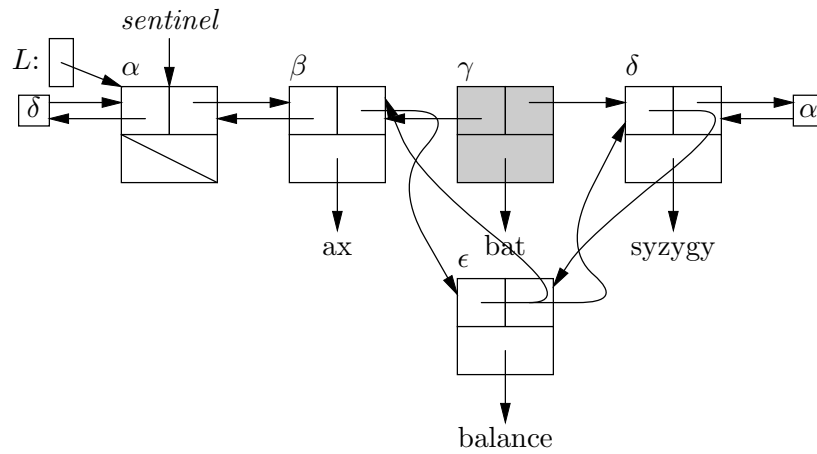 sentinel
L:
α β γ δ
δ α
ax bat syzygy
ϵ
balance